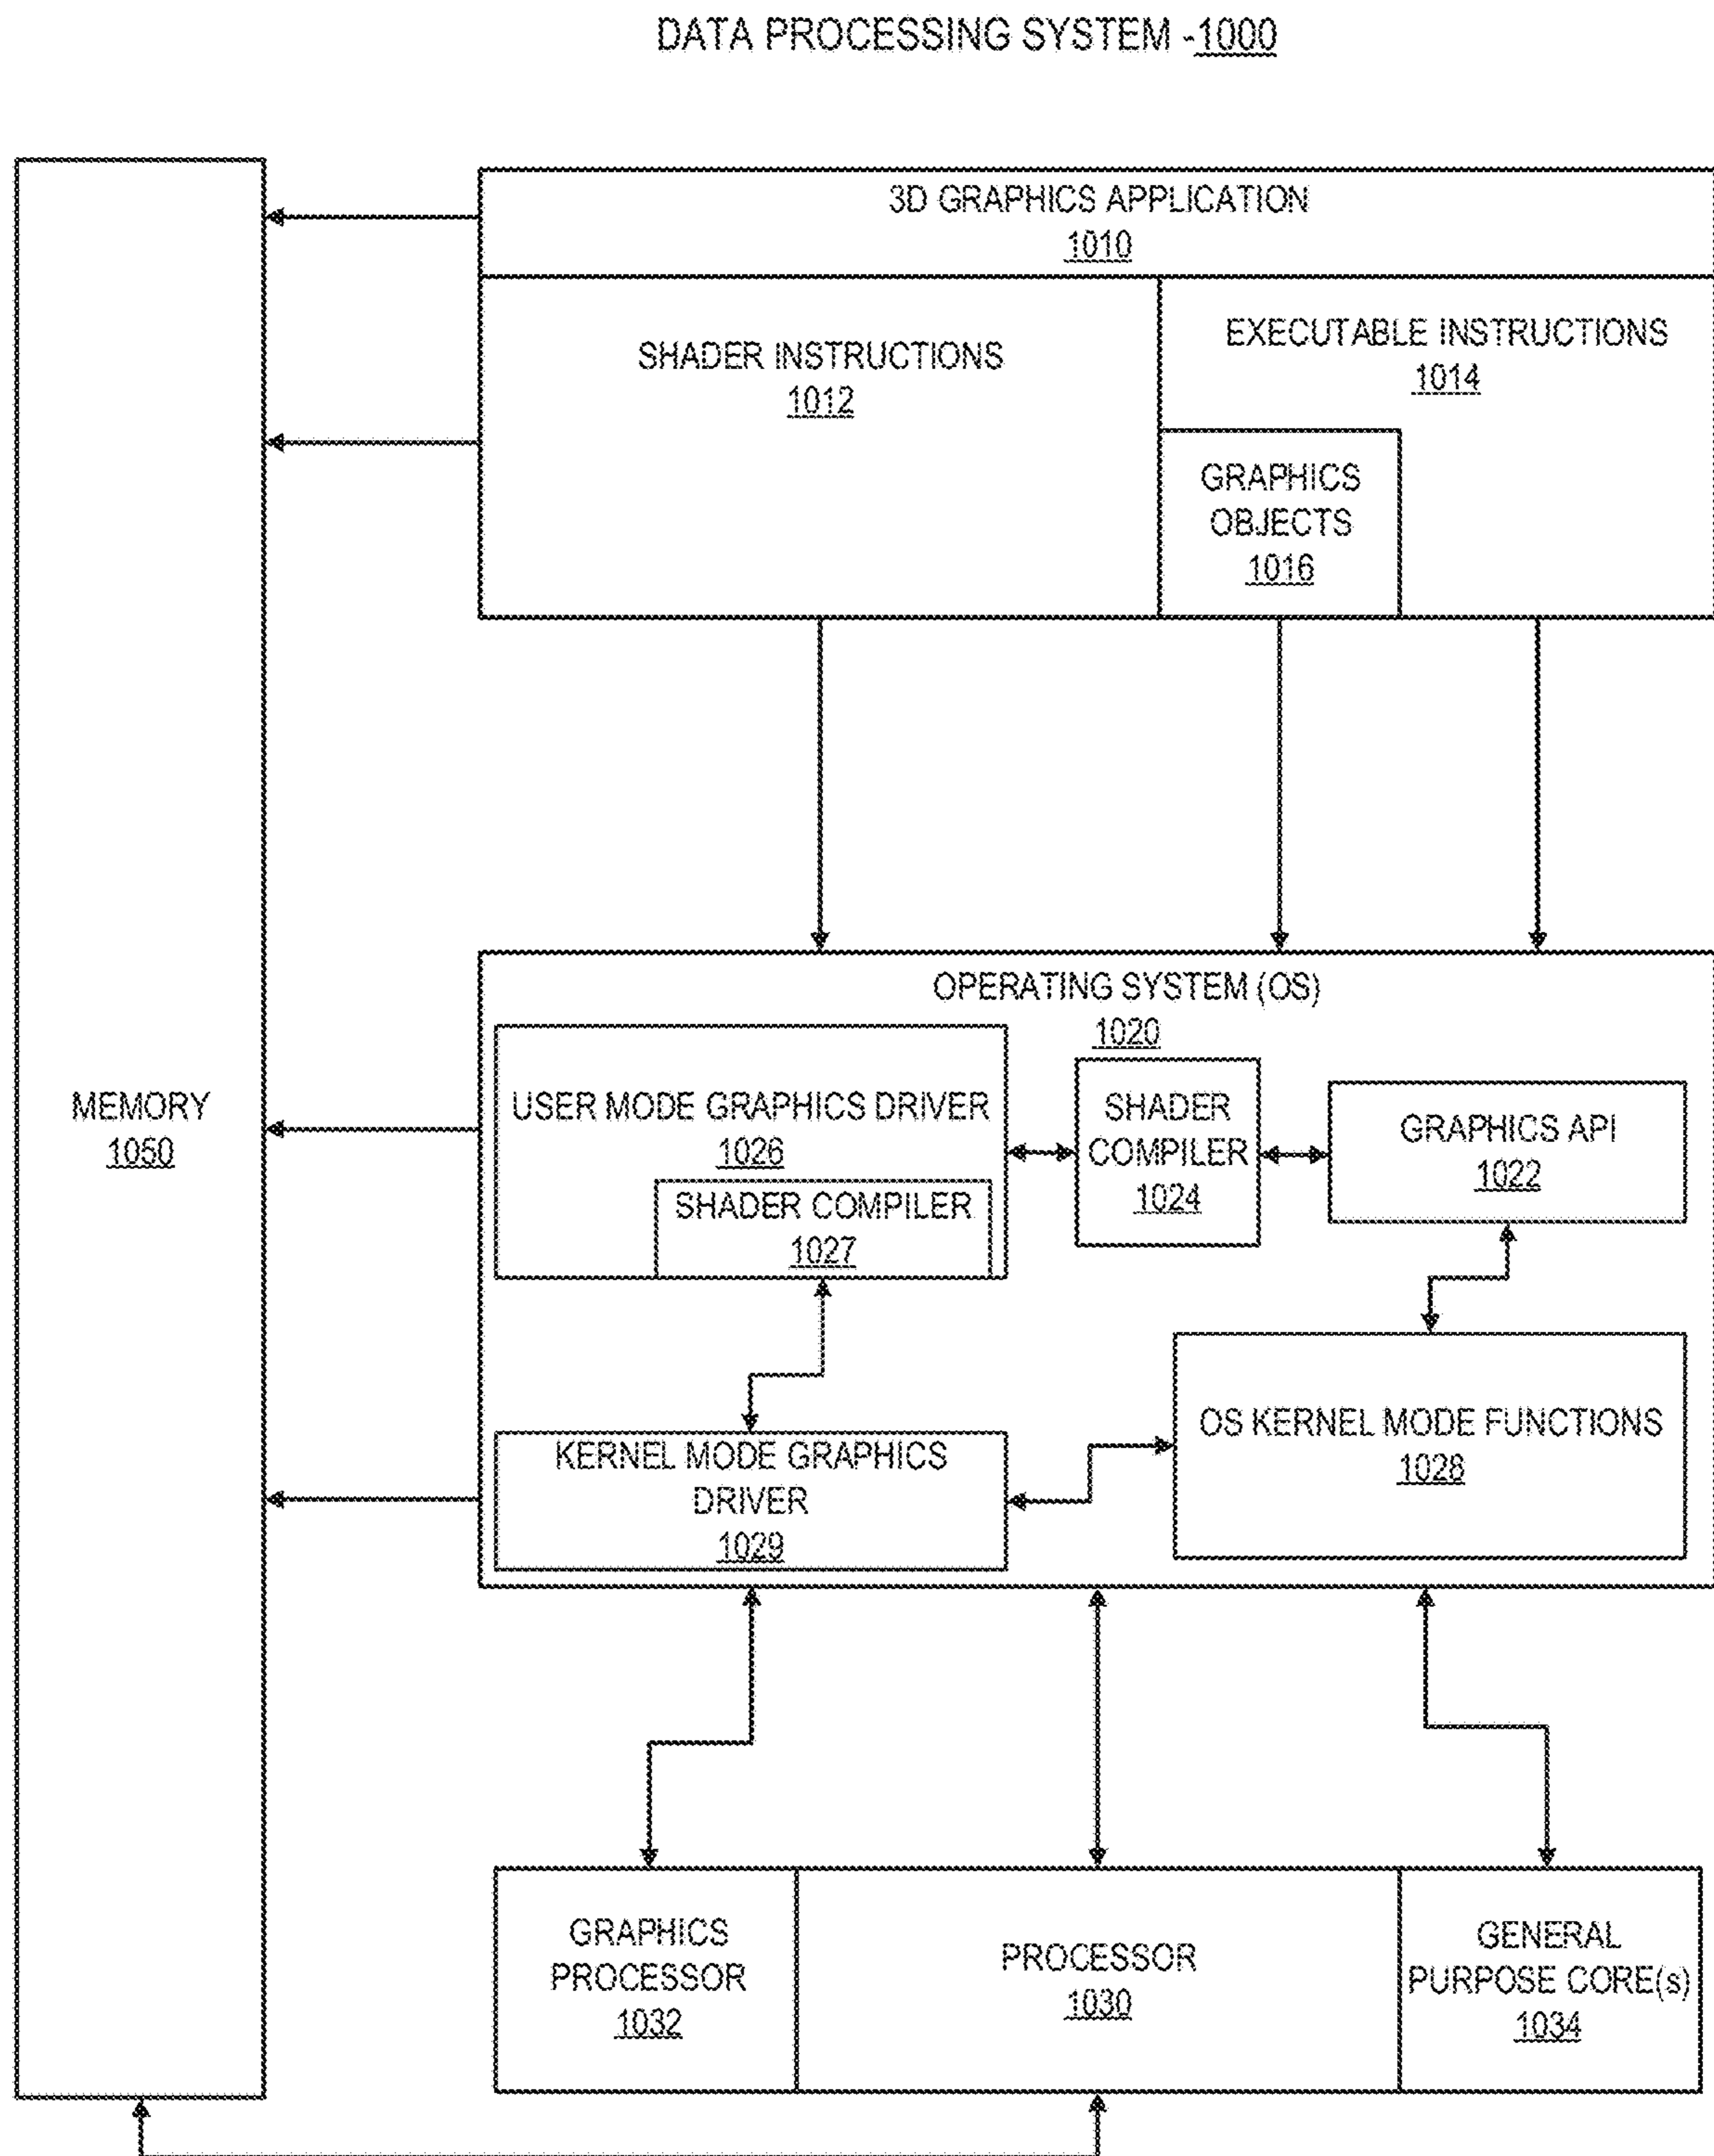 DATA PROCESSING SYSTEM -1000
3D GRAPHICS APPLICATION
1010
SHADER INSTRUCTIONS
1012
EXECUTABLE INSTRUCTIONS
1014
GRAPHICS
OBJECTS
1016
MEMORY
1050
OPERATING SYSTEM (OS)
1020
USER MODE GRAPHICS DRIVER
1026
SHADER COMPILER
1027
SHADER
COMPILER
1024
GRAPHICS API
1022
KERNEL MODE GRAPHICS
DRIVER
1029
OS KERNEL MODE FUNCTIONS
1028
GRAPHICS
PROCESSOR
1032
PROCESSOR
1030
GENERAL
PURPOSE CORE(s)
1034